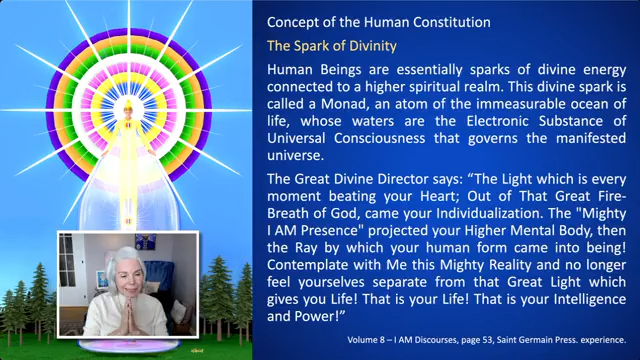 Concept of the Human Constitution
The Spark of Divinity
Human Beings are essentially sparks of divine energy
connected to a higher spiritual realm. This divine spark is
called a Monad, an atom of the immeasurable ocean of
life, whose waters are the Electronic Substance of
Universal Consciousness that governs the manifested
universe.
The Great Divine Director says: “The Light which is every
moment beating your Heart; Out of That Great Fire-
Breath of God, came your Individualization. The "Mighty
I AM Presence" projected your Higher Mental Body, then
the Ray by which your human form came into being!
Contemplate with Me this Mighty Reality and no longer
feel yourselves separate from that Great Light which
gives you Life! That is your Life! That is your Intelligence
and Power!”
Volume 8 – I AM Discourses, page 53, Saint Germain Press. experience.